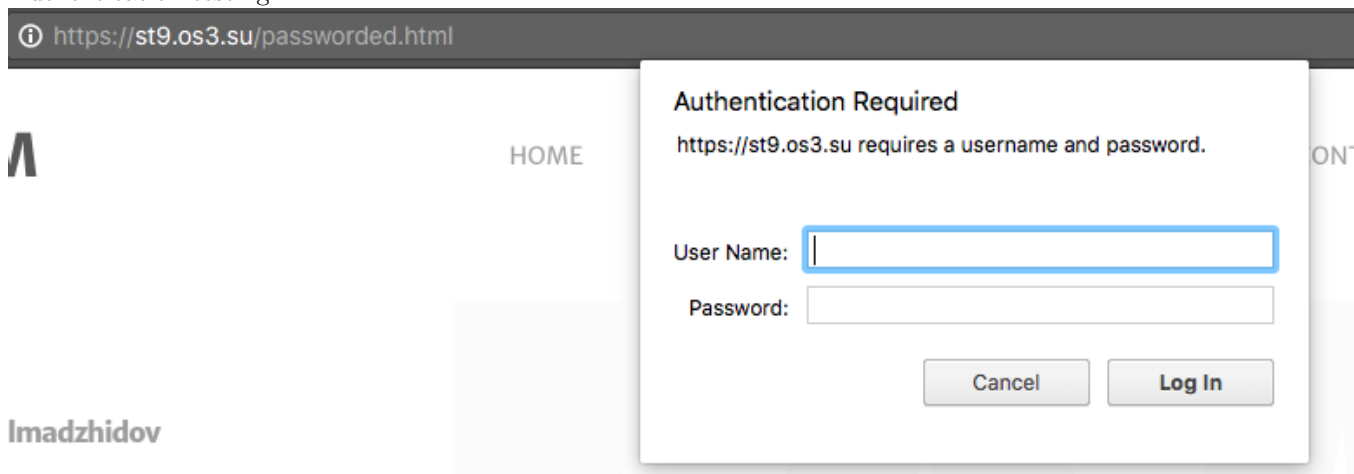 https://st9.os3.su/passworded.html
Authentication Required
https://st9.os3.su requires a username and password.
M
HOME
User Name:
Password:
Cancel
Log In
lmadzhidov